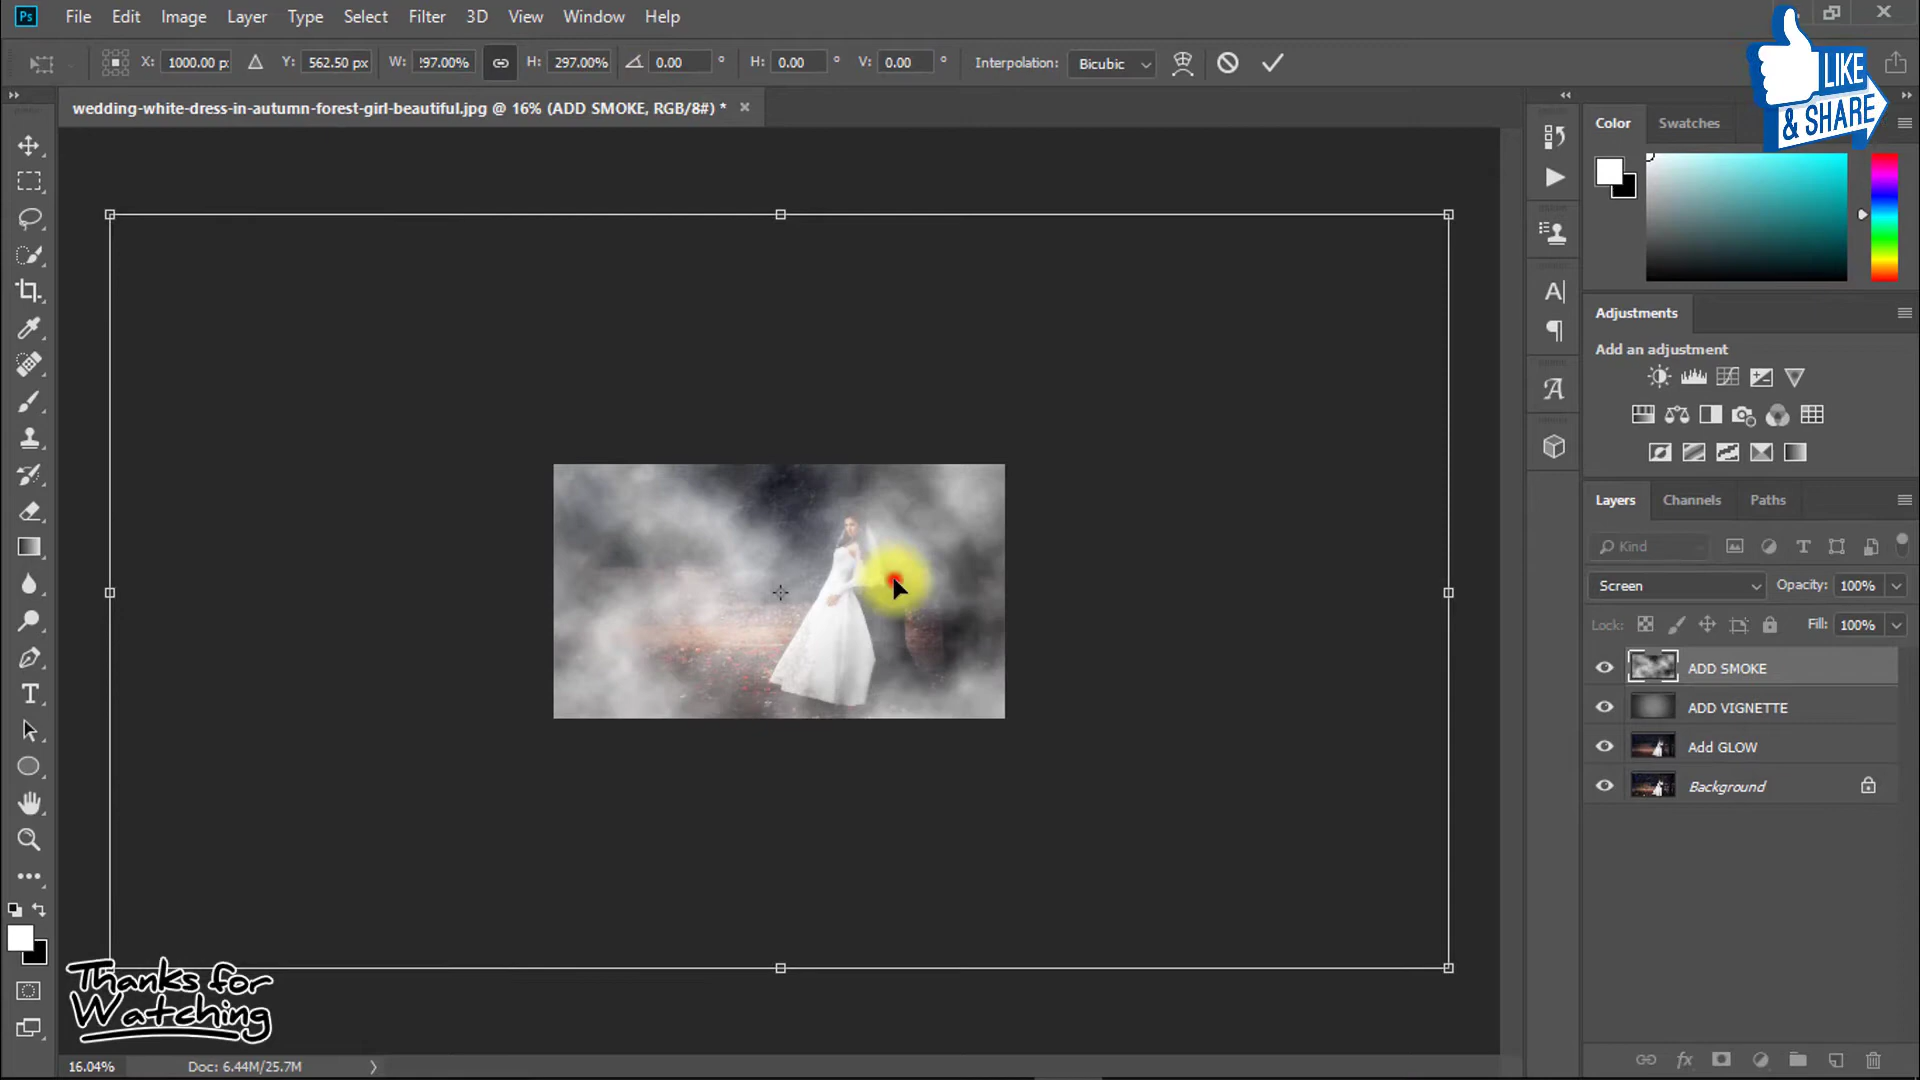 Ps File Edit Image Layer Type Select Filter 3D View Window Help
X: 1000.00 p Y: 562.50 px W: 297.00% H: 297.00% 0.00 ° H: 0.00 ° V: 0.00 ° Interpolation: Bicubic
LIKE
& SHARE
wedding-white-dress-in-autumn-forest-girl-beautiful.jpg @ 16% (ADD SMOKE, RGB/8#) * ×
Color Swatches
Adjustments
Add an adjustment
Layers Channels Paths
Kind
Screen Opacity: 100%
Lock: Fill: 100%
ADD SMOKE
ADD VIGNETTE
Add GLOW
Background
Thanks for
Watching
16.04% Doc: 6.44M/25.7M